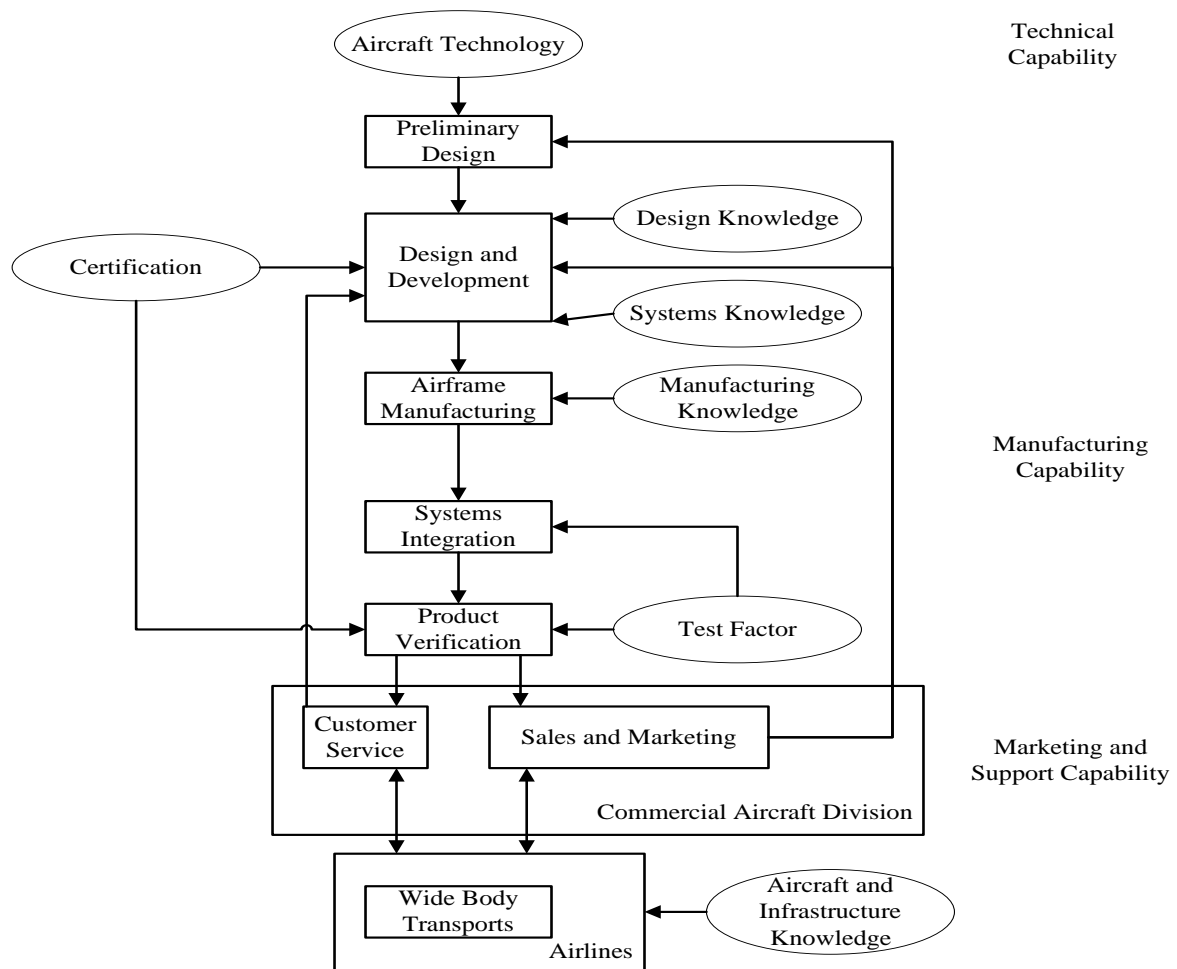 Aircraft Technology
Technical
Capability
Preliminary
Design
Design Knowledge
Certification
Design and
Development
Systems Knowledge
Airframe
Manufacturing
Manufacturing
Knowledge
Manufacturing
Capability
Systems
Integration
Product
Verification
Test Factor
Customer
Service
Sales and Marketing
Marketing and
Support Capability
Commercial Aircraft Division
Wide Body
Transports
Airlines
Aircraft and
Infrastructure
Knowledge